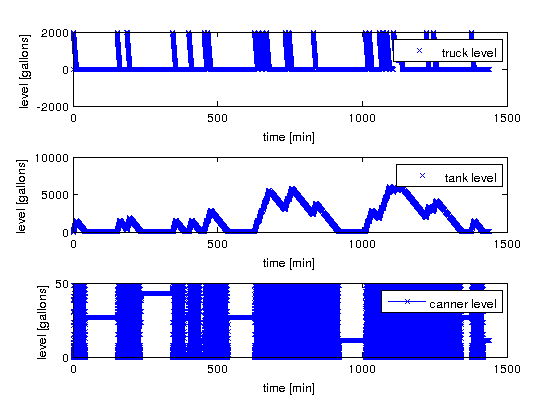 2000
0
-2000
level [gallons]
truck level
0
500
1000
1500
time [min]
10000
5000
0
level [gallons]
tank level
0
500
1000
1500
time [min]
50
0
level [gallons]
canner level
0
500
1000
1500
time [min]